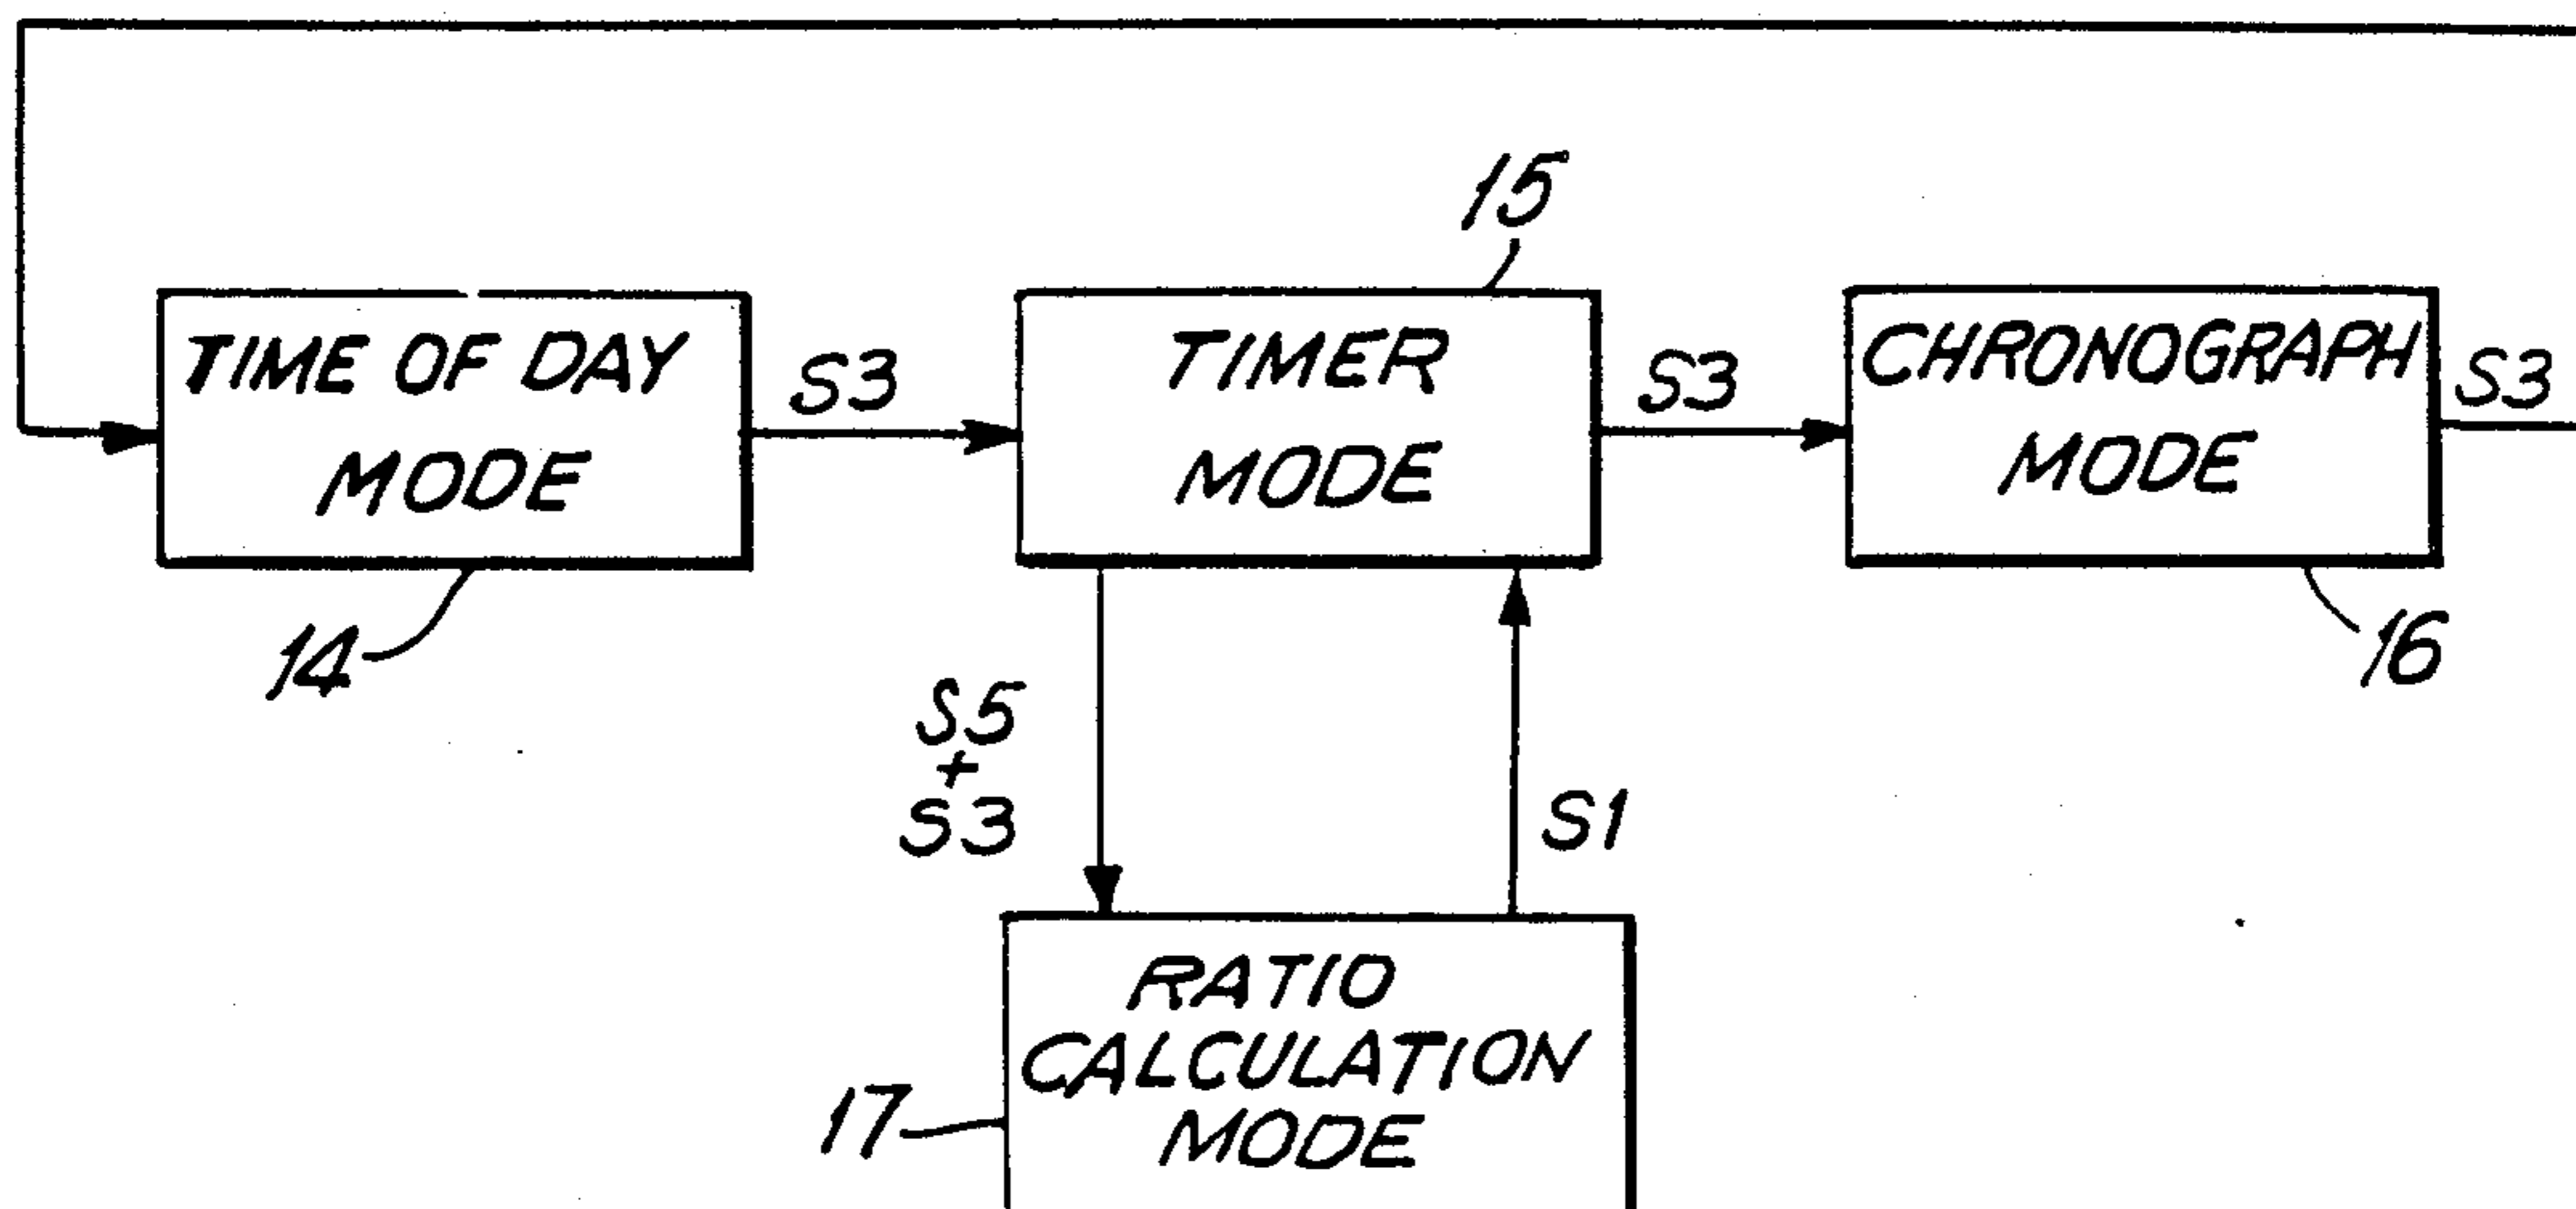 15
TIME OF DAY
MODE
S3
TIMER
MODE
S3
CHRONOGRAPH
MODE
S3
14
16
S5
+
S3
S1
RATIO
CALCULATION
MODE
17